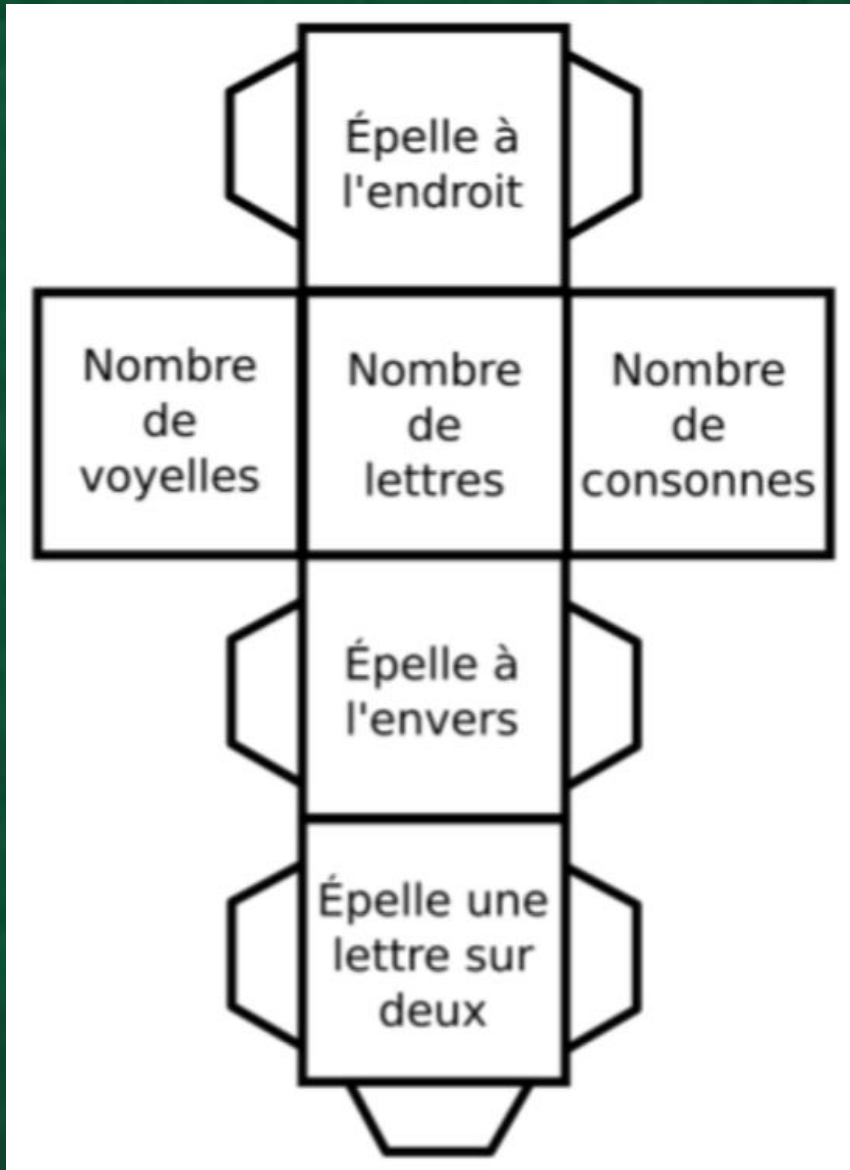 Épelle à
l'endroit
Nombre
de
voyelles
Nombre
de
lettres
Nombre
de
consonnes
Épelle à
l'envers
Épelle une
lettre sur
deux